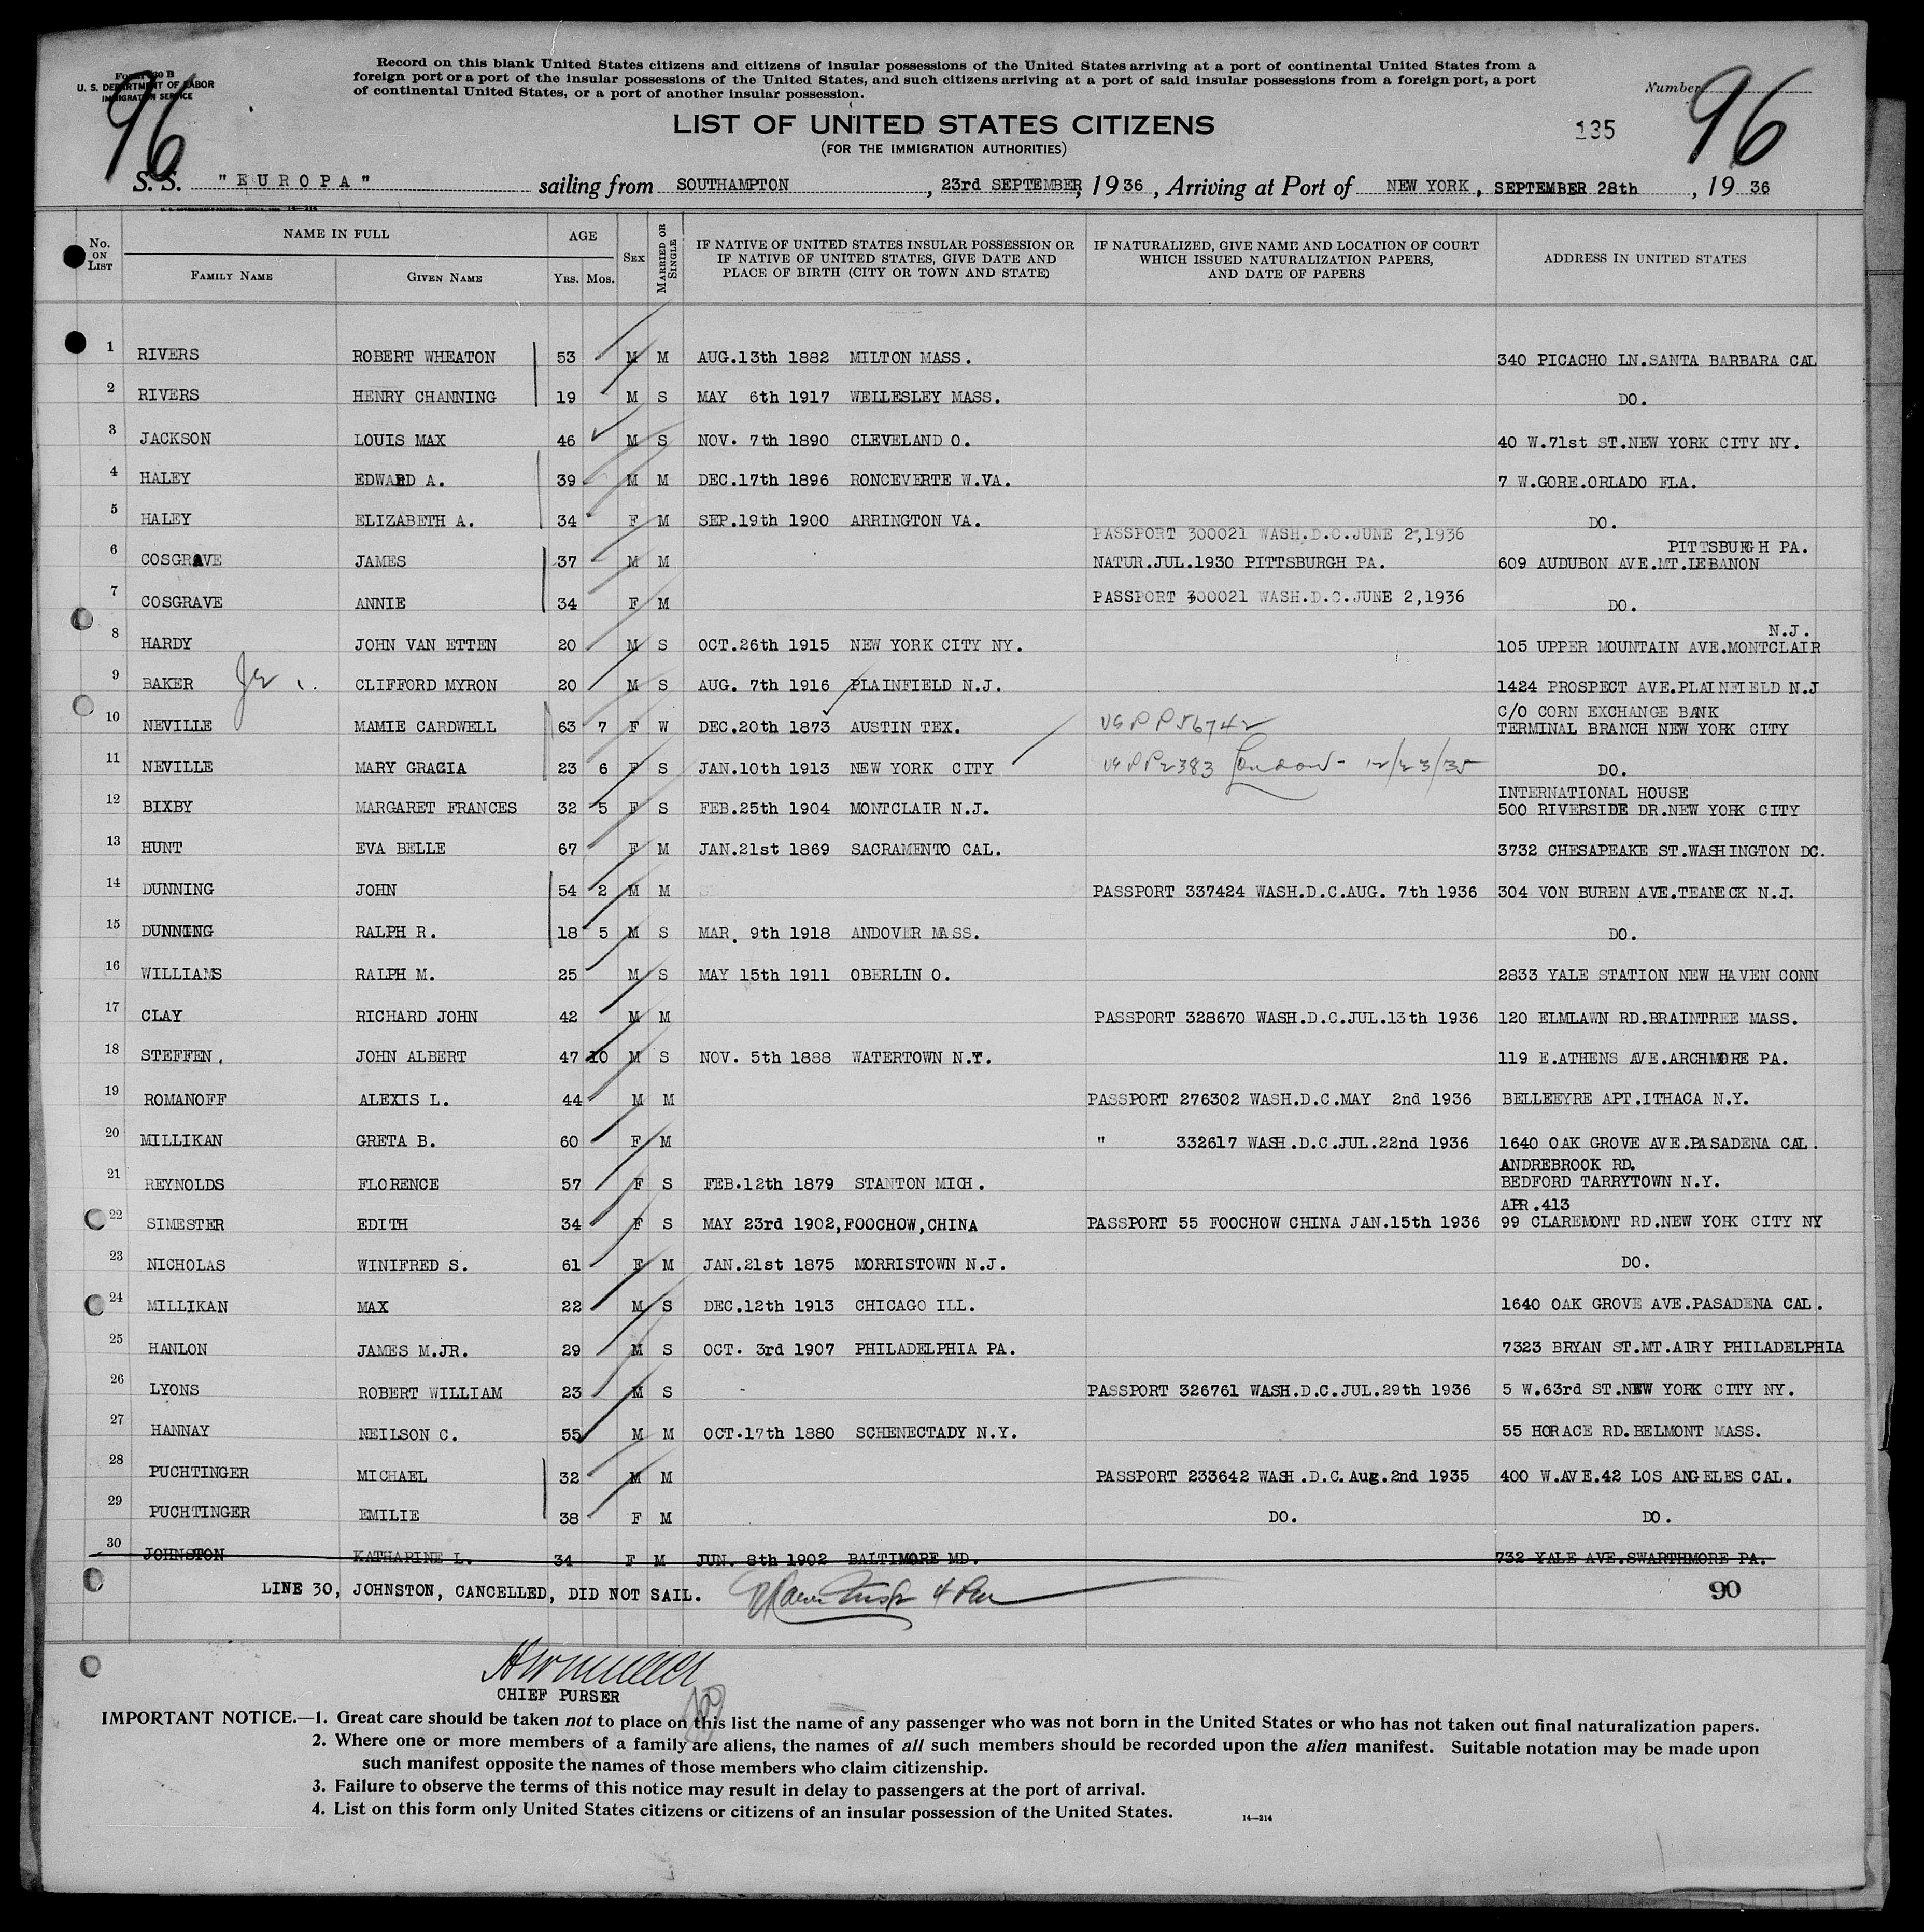 Form 630 B
U. S. DEPARTMENT OF LABOR
IMMIGRATION SERVICE
96
Record on this blank United States citizens and citizens of insular possessions of the United States arriving at a port of continental United States from a
foreign port or a port of the insular possessions of the United States, and such citizens arriving at a port of said insular possessions from a foreign port, a port
of continental United States, or a port of another insular possession.
Number
96
LIST OF UNITED STATES CITIZENS
(FOR THE IMMIGRATION AUTHORITIES)
135
S. S. "EUROPA" sailing from SOUTHAMPTON, 23rd SEPTEMBER, 1936, Arriving at Port of NEW YORK, SEPTEMBER 28th, 1936
No. ON LIST
NAME IN FULL
FAMILY NAME
GIVEN NAME
AGE
YRS. MOS.
SEX
MARRIED OR SINGLE
IF NATIVE OF UNITED STATES INSULAR POSSESSION OR
IF NATIVE OF UNITED STATES, GIVE DATE AND
PLACE OF BIRTH (CITY OR TOWN AND STATE)
IF NATURALIZED, GIVE NAME AND LOCATION OF COURT
WHICH ISSUED NATURALIZATION PAPERS,
AND DATE OF PAPERS
ADDRESS IN UNITED STATES
1 RIVERS ROBERT WHEATON 53 M M AUG.13th 1882 MILTON MASS. 340 PICACHO LN.SANTA BARBARA CAL
2 RIVERS HENRY CHANNING 19 M S MAY 6th 1917 WELLESLEY MASS. DO.
3 JACKSON LOUIS MAX 46 M S NOV. 7th 1890 CLEVELAND O. 40 W.71st ST.NEW YORK CITY NY.
4 HALEY EDWARD A. 39 M M DEC.17th 1896 RONCEVERTE W.VA. 7 W.GORE.ORLADO FLA.
5 HALEY ELIZABETH A. 34 F M SEP.19th 1900 ARRINGTON VA. DO.
PASSPORT 300021 WASH.D.C.JUNE 2,1936
PITTSBURGH PA.
6 COSGRAVE JAMES 37 M M NATUR.JUL.1930 PITTSBURGH PA. 609 AUDUBON AVE.MT.LEBANON
7 COSGRAVE ANNIE 34 F M PASSPORT 300021 WASH.D.C.JUNE 2,1936 DO.
N.J.
8 HARDY JOHN VAN ETTEN 20 M S OCT.26th 1915 NEW YORK CITY NY. 105 UPPER MOUNTAIN AVE.MONTCLAIR
9 BAKER Jr. CLIFFORD MYRON 20 M S AUG. 7th 1916 PLAINFIELD N.J. 1424 PROSPECT AVE.PLAINFIELD N.J
C/O CORN EXCHANGE BANK
10 NEVILLE MAMIE CARDWELL 63 7 F W DEC.20th 1873 AUSTIN TEX. US PP 56742 TERMINAL BRANCH NEW YORK CITY
11 NEVILLE MARY GRACIA 23 6 F S JAN.10th 1913 NEW YORK CITY US PP 2383 London - 12/23/35 DO.
INTERNATIONAL HOUSE
12 BIXBY MARGARET FRANCES 32 5 F S FEB.25th 1904 MONTCLAIR N.J. 500 RIVERSIDE DR.NEW YORK CITY
13 HUNT EVA BELLE 67 F M JAN.21st 1869 SACRAMENTO CAL. 3732 CHESAPEAKE ST.WASHINGTON DC.
14 DUNNING JOHN 54 2 M M PASSPORT 337424 WASH.D.C.AUG. 7th 1936 304 VON BUREN AVE.TEANECK N.J.
15 DUNNING RALPH R. 18 5 M S MAR. 9th 1918 ANDOVER MASS. DO.
16 WILLIAMS RALPH M. 25 M S MAY 15th 1911 OBERLIN O. 2833 YALE STATION NEW HAVEN CONN
17 CLAY RICHARD JOHN 42 M M PASSPORT 328670 WASH.D.C.JUL.13th 1936 120 ELMLAWN RD.BRAINTREE MASS.
18 STEFFEN. JOHN ALBERT 47 10 M S NOV. 5th 1888 WATERTOWN N.Y. 119 E.ATHENS AVE.ARCHMORE PA.
19 ROMANOFF ALEXIS L. 44 M M PASSPORT 276302 WASH.D.C.MAY 2nd 1936 BELLEEYRE APT.ITHACA N.Y.
20 MILLIKAN GRETA B. 60 F M " 332617 WASH.D.C.JUL.22nd 1936 1640 OAK GROVE AVE.PASADENA CAL.
ANDREBROOK RD.
21 REYNOLDS FLORENCE 57 F S FEB.12th 1879 STANTON MICH. BEDFORD TARRYTOWN N.Y.
APR.413
22 SIMESTER EDITH 34 F S MAY 23rd 1902,FOOCHOW,CHINA PASSPORT 55 FOOCHOW CHINA JAN.15th 1936 99 CLAREMONT RD.NEW YORK CITY NY
23 NICHOLAS WINIFRED S. 61 F M JAN.21st 1875 MORRISTOWN N.J. DO.
24 MILLIKAN MAX 22 M S DEC.12th 1913 CHICAGO ILL. 1640 OAK GROVE AVE.PASADENA CAL.
25 HANLON JAMES M.JR. 29 M S OCT. 3rd 1907 PHILADELPHIA PA. 7323 BRYAN ST.MT.AIRY PHILADELPHIA
26 LYONS ROBERT WILLIAM 23 M S - PASSPORT 326761 WASH.D.C.JUL.29th 1936 5 W.63rd ST.NEW YORK CITY NY.
27 HANNAY NEILSON C. 55 M M OCT.17th 1880 SCHENECTADY N.Y. 55 HORACE RD.BELMONT MASS.
28 PUCHTINGER MICHAEL 32 M M PASSPORT 233642 WASH.D.C.Aug.2nd 1935 400 W.AVE.42 LOS ANGELES CAL.
29 PUCHTINGER EMILIE 38 F M DO. DO.
30 JOHNSTON KATHARINE L. 34 F M JUN. 8th 1902 BALTIMORE MD. 732 YALE AVE.SWARTHMORE PA.
LINE 30, JOHNSTON, CANCELLED, DID NOT SAIL.
90
CHIEF PURSER
IMPORTANT NOTICE.—1. Great care should be taken not to place on this list the name of any passenger who was not born in the United States or who has not taken out final naturalization papers.
2. Where one or more members of a family are aliens, the names of all such members should be recorded upon the alien manifest. Suitable notation may be made upon
such manifest opposite the names of those members who claim citizenship.
3. Failure to observe the terms of this notice may result in delay to passengers at the port of arrival.
4. List on this form only United States citizens or citizens of an insular possession of the United States.
14—214